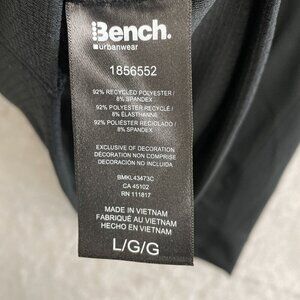 Bench.
urbanwear
1856552
92% RECYCLED POLYESTER /
8% SPANDEX
92% POLYESTER RECYCLÉ /
8% ÉLASTHANNE
92% POLIÉSTER RECICLADO /
8% SPANDEX
EXCLUSIVE OF DECORATION
DÉCORATION NON COMPRISE
DECORACIÓN NO INCLUIDO
BMKL43473C
CA 45102
RN 111817
MADE IN VIETNAM
FABRIQUÉ AU VIETNAM
HECHO EN VIETNAM
L/G/G